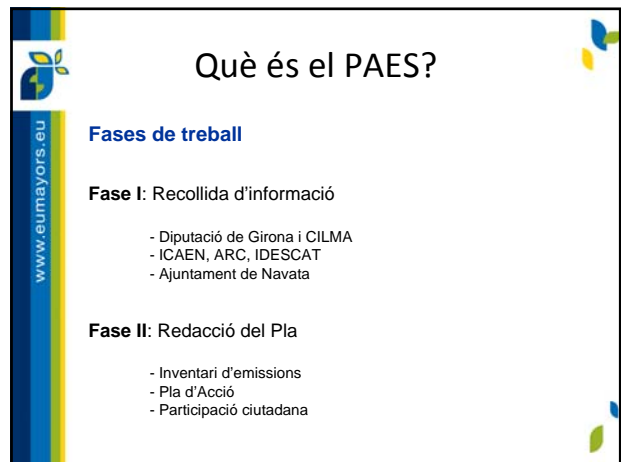 Què és el PAES?
www.eumayors.eu
Fases de treball
Fase I: Recollida d'informació
- Diputació de Girona i CILMA
- ICAEN, ARC, IDESCAT
- Ajuntament de Navata
Fase II: Redacció del Pla
- Inventari d'emissions
- Pla d'Acció
- Participació ciutadana